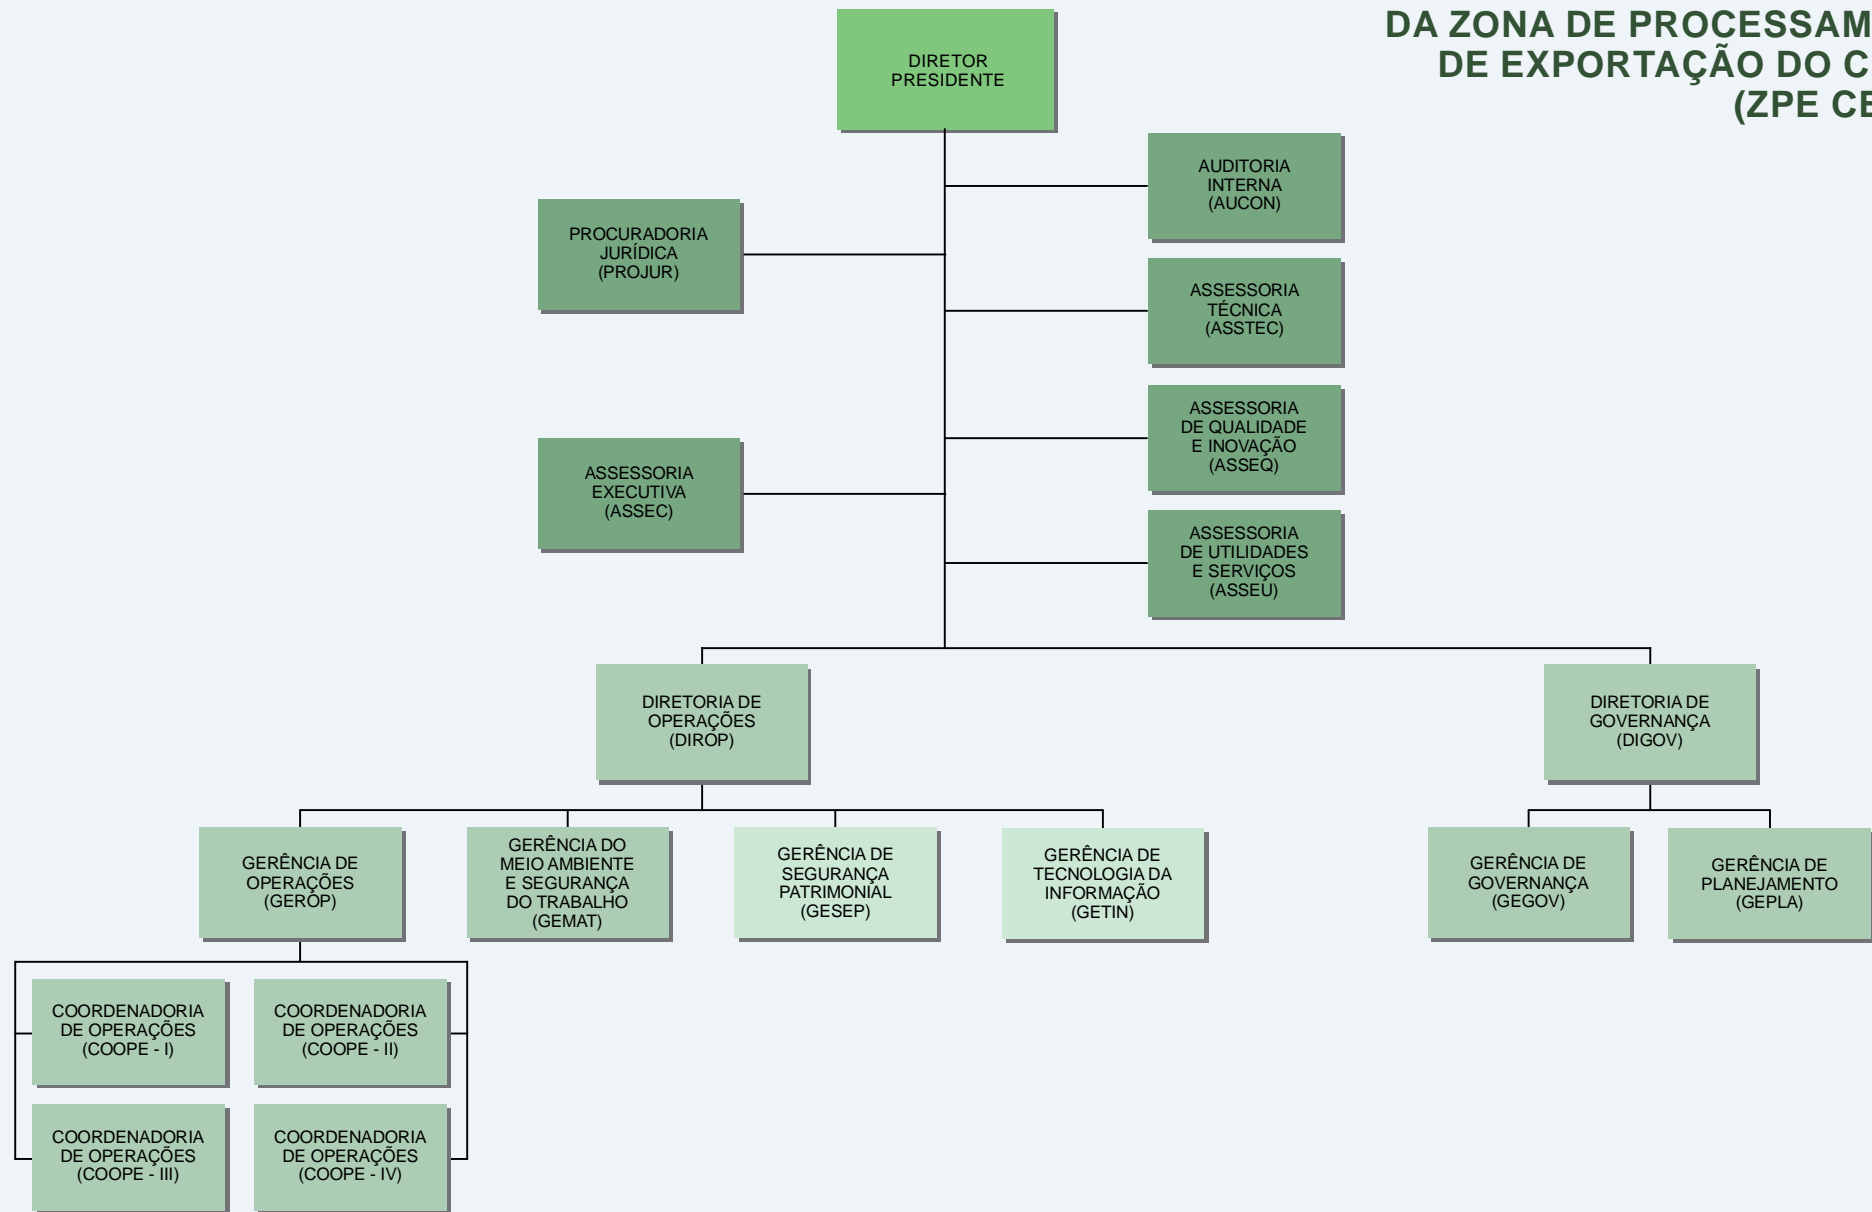 DA ZONA DE
DE EXPORTAÇÃO DO
(ZPE
DIRETOR
PRESIDENTE
AUDITORIA
INTERNA
(AUCON)
PROCURADORIA
JURÍDICA
(PROJUR)
ASSESSORIA
TÉCNICA
(ASSTEC)
ASSESSORIA
DE QUALIDADE
E INOVAÇÃO
(ASSEQ)
ASSESSORIA
EXECUTIVA
(ASSEC)
ASSESSORIA
DE UTILIDADES
E SERVIÇOS
(ASSEU)
DIRETORIA DE
OPERAÇÕES
(DIROP)
DIRETORIA DE
GOVERNANÇA
(DIGOV)
GERÊNCIA DE
OPERAÇÕES
(GEROP)
GERÊNCIA DO
MEIO AMBIENTE
E SEGURANÇA
DO TRABALHO
(GEMAT)
GERÊNCIA DE
SEGURANÇA
PATRIMONIAL
(GESEP)
GERÊNCIA DE
TECNOLOGIA DA
INFORMAÇÃO
(GETIN)
GERÊNCIA DE
GOVERNANÇA
(GEGOV)
GERÊNCIA DE
PLANEJAMENTO
(GEPLA)
COORDENADORIA
DE OPERAÇÕES
(COOPE - I)
COORDENADORIA
DE OPERAÇÕES
(COOPE - II)
COORDENADORIA
DE OPERAÇÕES
(COOPE - III)
COORDENADORIA
DE OPERAÇÕES
(COOPE - IV)